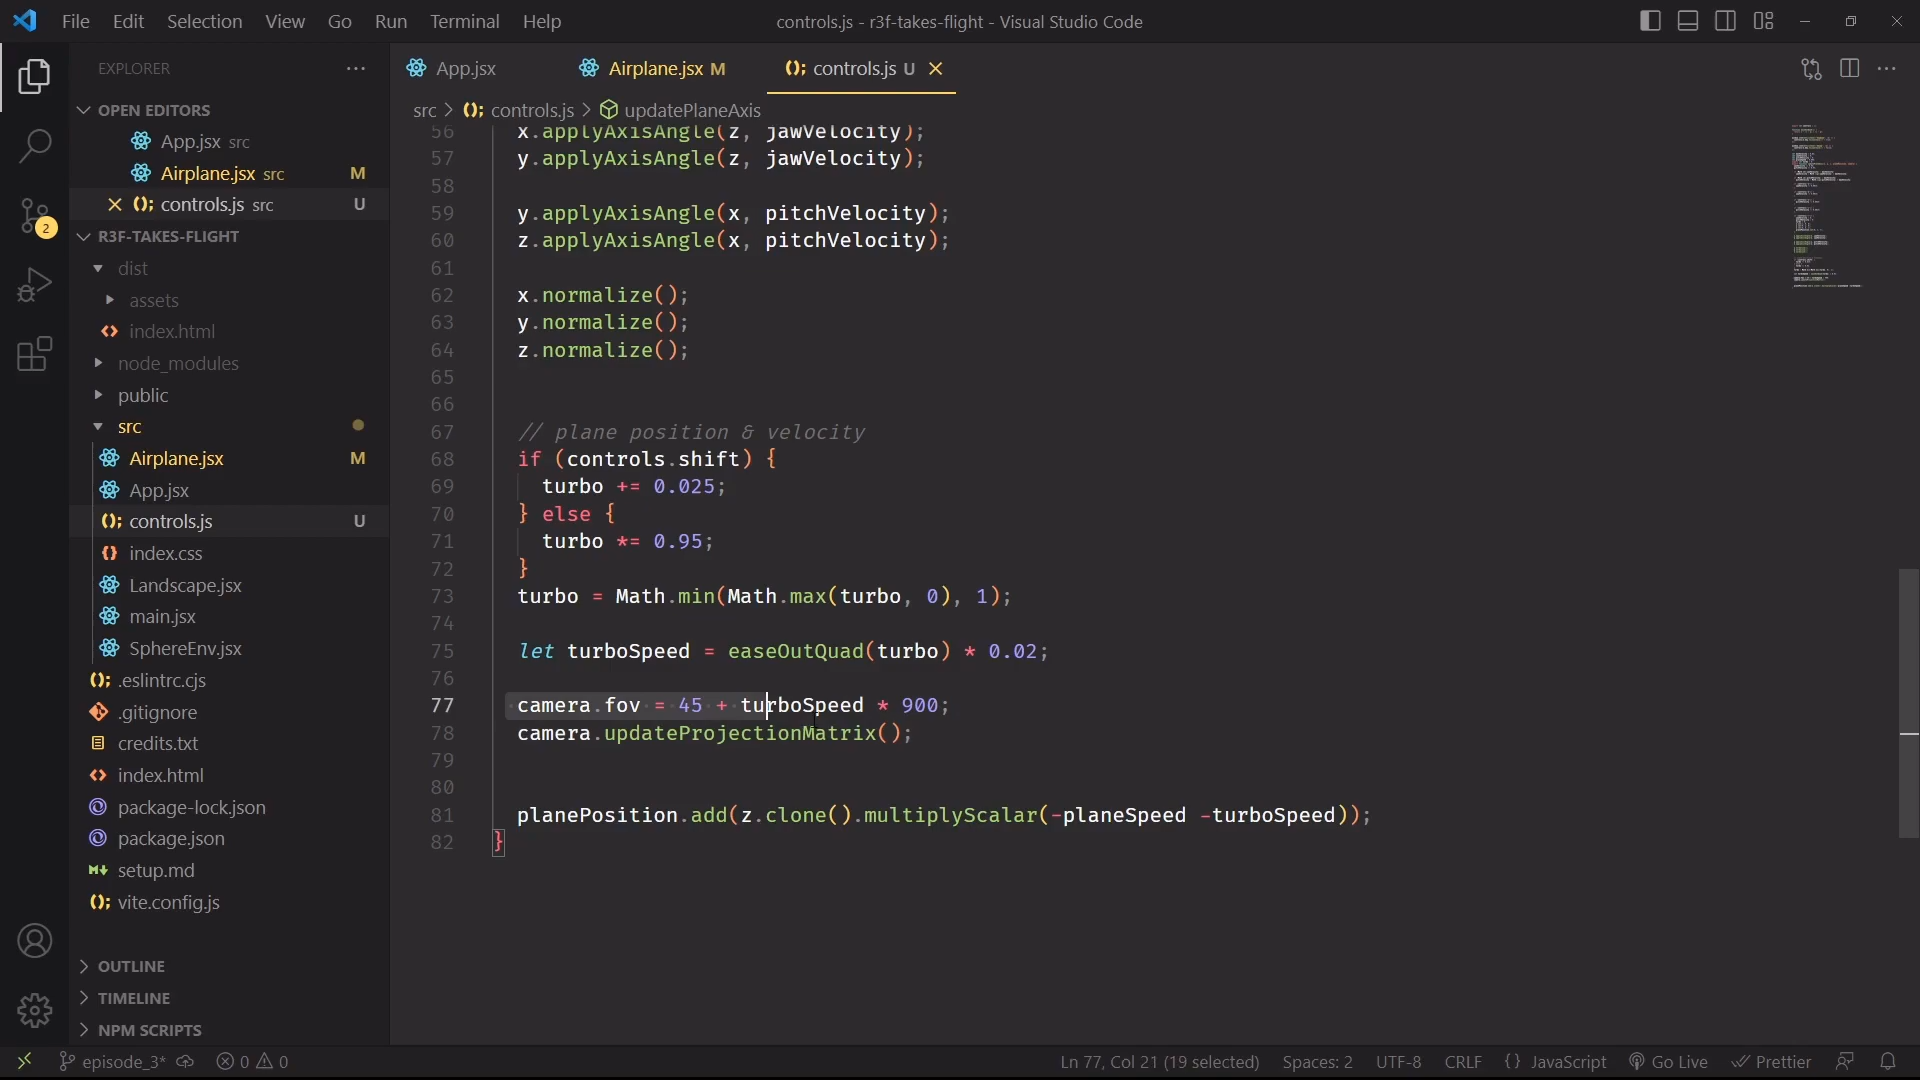 File Edit Selection View Go Run Terminal Help
controls.js - r3f-takes-flight - Visual Studio Code
EXPLORER
OPEN EDITORS
App.jsx src
Airplane.jsx src M
controls.js src U
R3F-TAKES-FLIGHT
dist
assets
index.html
node_modules
public
src
Airplane.jsx M
App.jsx
controls.js U
index.css
Landscape.jsx
main.jsx
SphereEnv.jsx
.eslintrc.cjs
.gitignore
credits.txt
index.html
package-lock.json
package.json
setup.md
vite.config.js
OUTLINE
TIMELINE
NPM SCRIPTS
2
App.jsx Airplane.jsx M controls.js U
src > controls.js > updatePlaneAxis
56 x.applyAxisAngle(z, jawVelocity);
57 y.applyAxisAngle(z, jawVelocity);
58
59 y.applyAxisAngle(x, pitchVelocity);
60 z.applyAxisAngle(x, pitchVelocity);
61
62 x.normalize();
63 y.normalize();
64 z.normalize();
65
66
67 // plane position & velocity
68 if (controls.shift) {
69 turbo += 0.025;
70 } else {
71 turbo *= 0.95;
72 }
73 turbo = Math.min(Math.max(turbo, 0), 1);
74
75 let turboSpeed = easeOutQuad(turbo) * 0.02;
76
77 camera.fov = 45 + turboSpeed * 900;
78 camera.updateProjectionMatrix();
79
80
81 planePosition.add(z.clone().multiplyScalar(-planeSpeed -turboSpeed));
82 }
episode_3* 0 0 Ln 77, Col 21 (19 selected) Spaces: 2 UTF-8 CRLF {} JavaScript Go Live Prettier